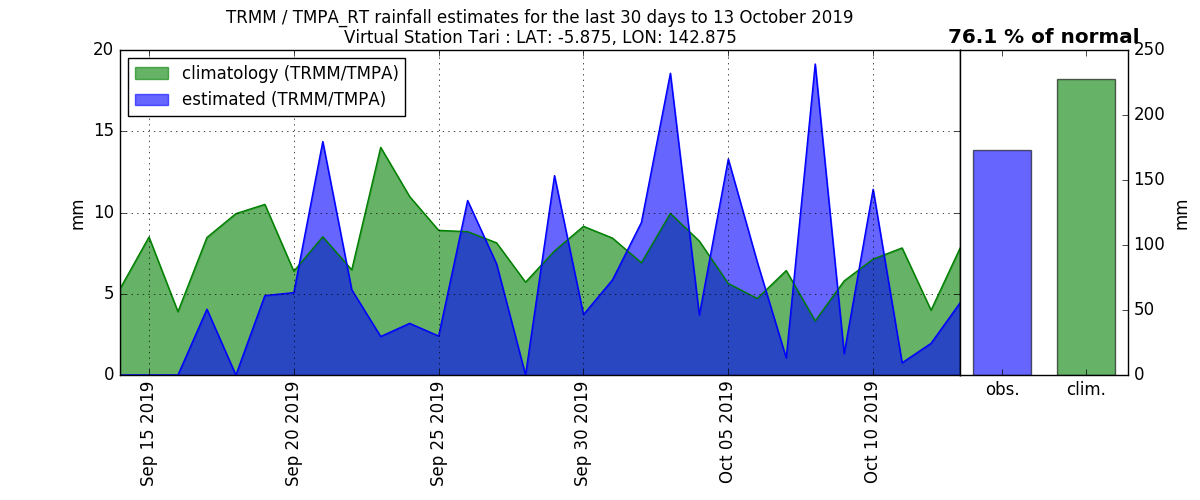 TRMM / TMPA_RT rainfall estimates for the last 30 days to 13 October 2019
Virtual Station Tari : LAT: -5.875, LON: 142.875
76.1 % of normal
climatology (TRMM/TMPA)
estimated (TRMM/TMPA)
20
15
10
5
0
mm
Sep 15 2019
Sep 20 2019
Sep 25 2019
Sep 30 2019
Oct 05 2019
Oct 10 2019
obs.
clim.
250
200
150
100
50
0
mm